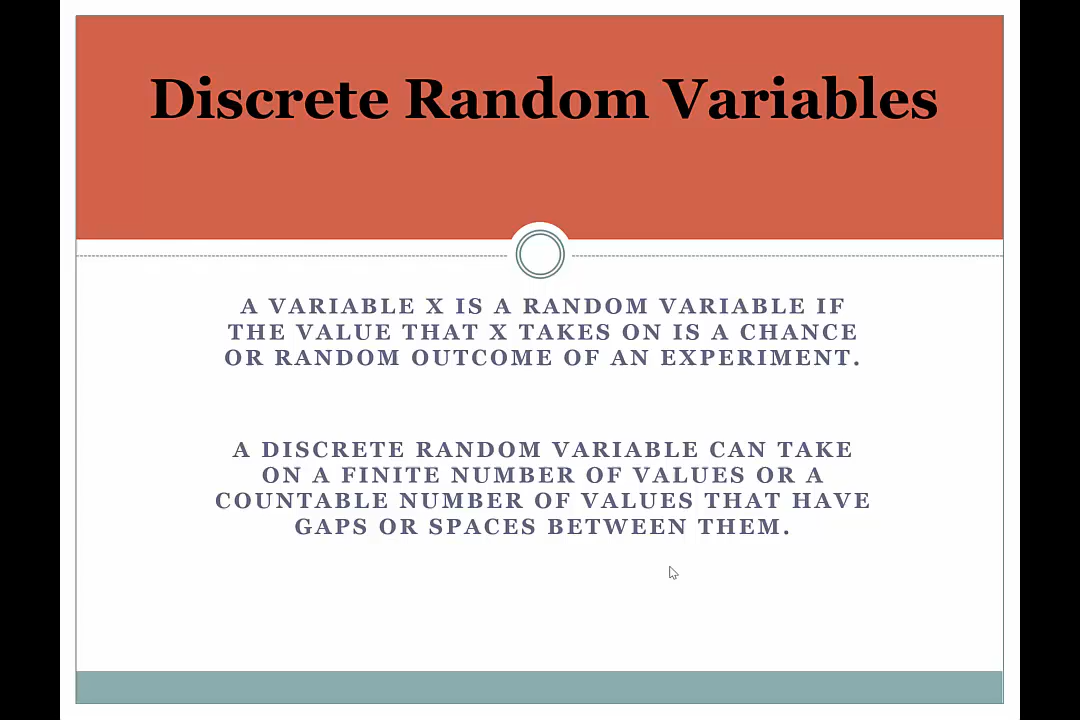 Discrete Random Variables
A VARIABLE X IS A RANDOM VARIABLE IF
THE VALUE THAT X TAKES ON IS A CHANCE
OR RANDOM OUTCOME OF AN EXPERIMENT.
A DISCRETE RANDOM VARIABLE CAN TAKE
ON A FINITE NUMBER OF VALUES OR A
COUNTABLE NUMBER OF VALUES THAT HAVE
GAPS OR SPACES BETWEEN THEM.